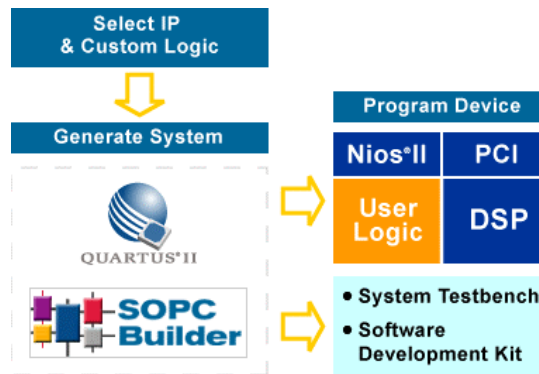 Select IP
& Custom Logic
Generate System
QUARTUS®II
SOPC
Builder
Program Device
Nios®II
PCI
User
Logic
DSP
• System Testbench
• Software
Development Kit